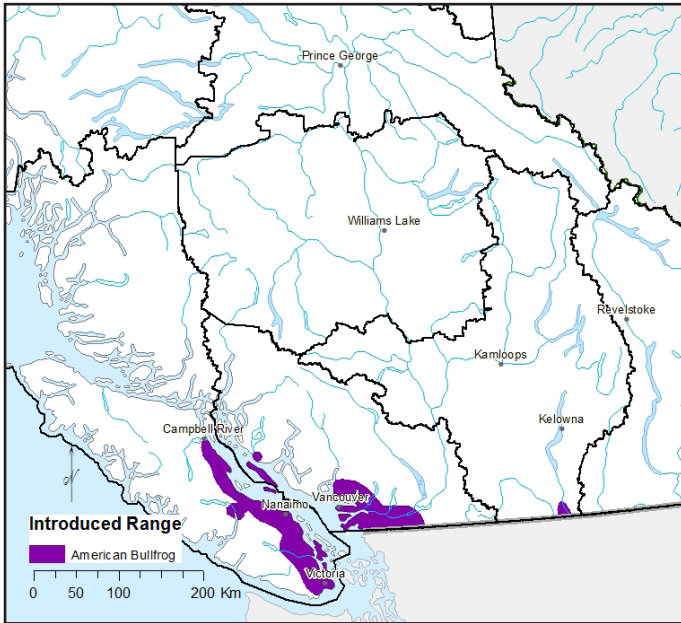 Prince George
Williams Lake
Revelstoke
Kamloops
Kelowna
Campbell River
N
Vancouver
Nanaimo
Introduced Range
American Bullfrog
Victoria
0 50 100 200 Km